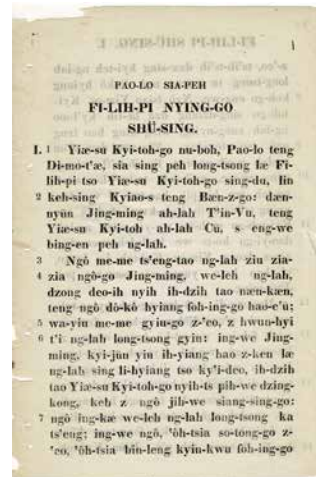 PAO-LO SIA-PEH
FI-LIH-PI NYING-GO
SHÜ-SING.
I. 1 Yiæ-su Kyi-toh-go nu-boh, Pao-lo teng
Di-mo-t'æ, sia sing peh long-tsong læ Fi-
lih-pi tso Yiæ-su Kyi-toh-go sing-du, lin
2 keh-sing Kyiao-s teng Bæn-z-go: dæn-
nyün Jing-ming ah-lah T'in-Vu, teng
Yiæ-su Kyi-toh ah-lah Cü, s eng-we
bing-en peh ng-lah.
3 Ngô me-me ts'eng-tao ng-lah ziu zia-
4 zia ngô-go Jing-ming, we-leh ng-lah,
dzong deo-ih nyih ih-dzih tao næn-kæn,
teng ngô dô-kô hyiang foh-ing-go hao-c'ü;
5 wa-yiu me-me gyiu-go z-'eo, z hwun-hyi
6 t'i ng-lah long-tsong gyiu: ing-we Jing-
ming, kyi-jün yiu ih-yiang hao z-ken læ
ng-lah sing li-hyiang tso ky'i-deo, ih-dzih
tao Yiæ-su Kyi-toh-go nyih-ts pih-we dzing-
kong, keh z ngô jih-we siang-sing-go:
7 ngô ing-kæ we-leh ng-lah long-tsong ka
ts'eng; ing-we ngô, 'ôh-tsia so-tong-go z-
'eo, 'ôh-tsia bin-leng kyin-kwu foh-ing-go